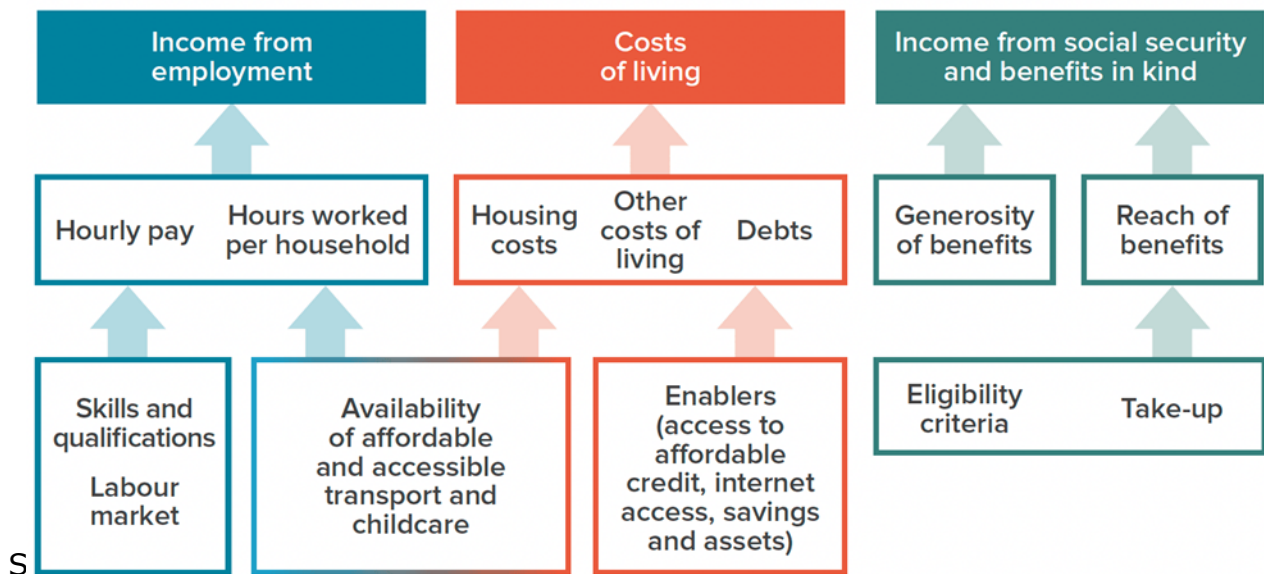 Income from
employment
Costs
of living
Income from social security
and benefits in kind
Hourly pay
Hours worked
per household
Housing
costs
Other
costs of
living
Debts
Generosity
of benefits
Reach of
benefits
Skills and
qualifications
Labour
market
Availability
of affordable
and accessible
transport and
childcare
Enablers
(access to
affordable
credit, internet
access, savings
and assets)
Eligibility
criteria
Take-up
s